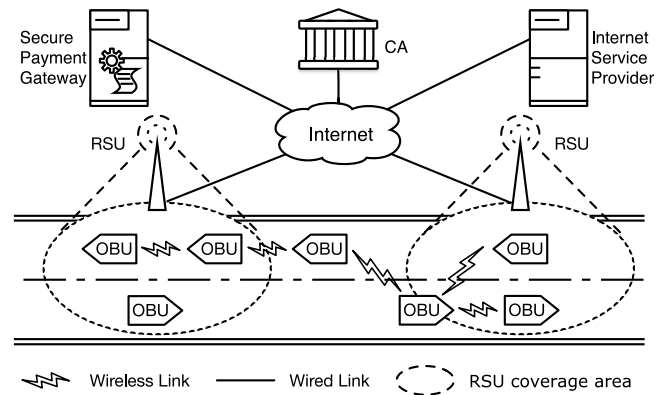 Secure
Payment
Gateway
CA
Internet
Service
Provider
RSU
Internet
RSU
OBU
OBU
OBU
OBU
OBU
OBU
OBU
Wireless Link
Wired Link
RSU coverage area